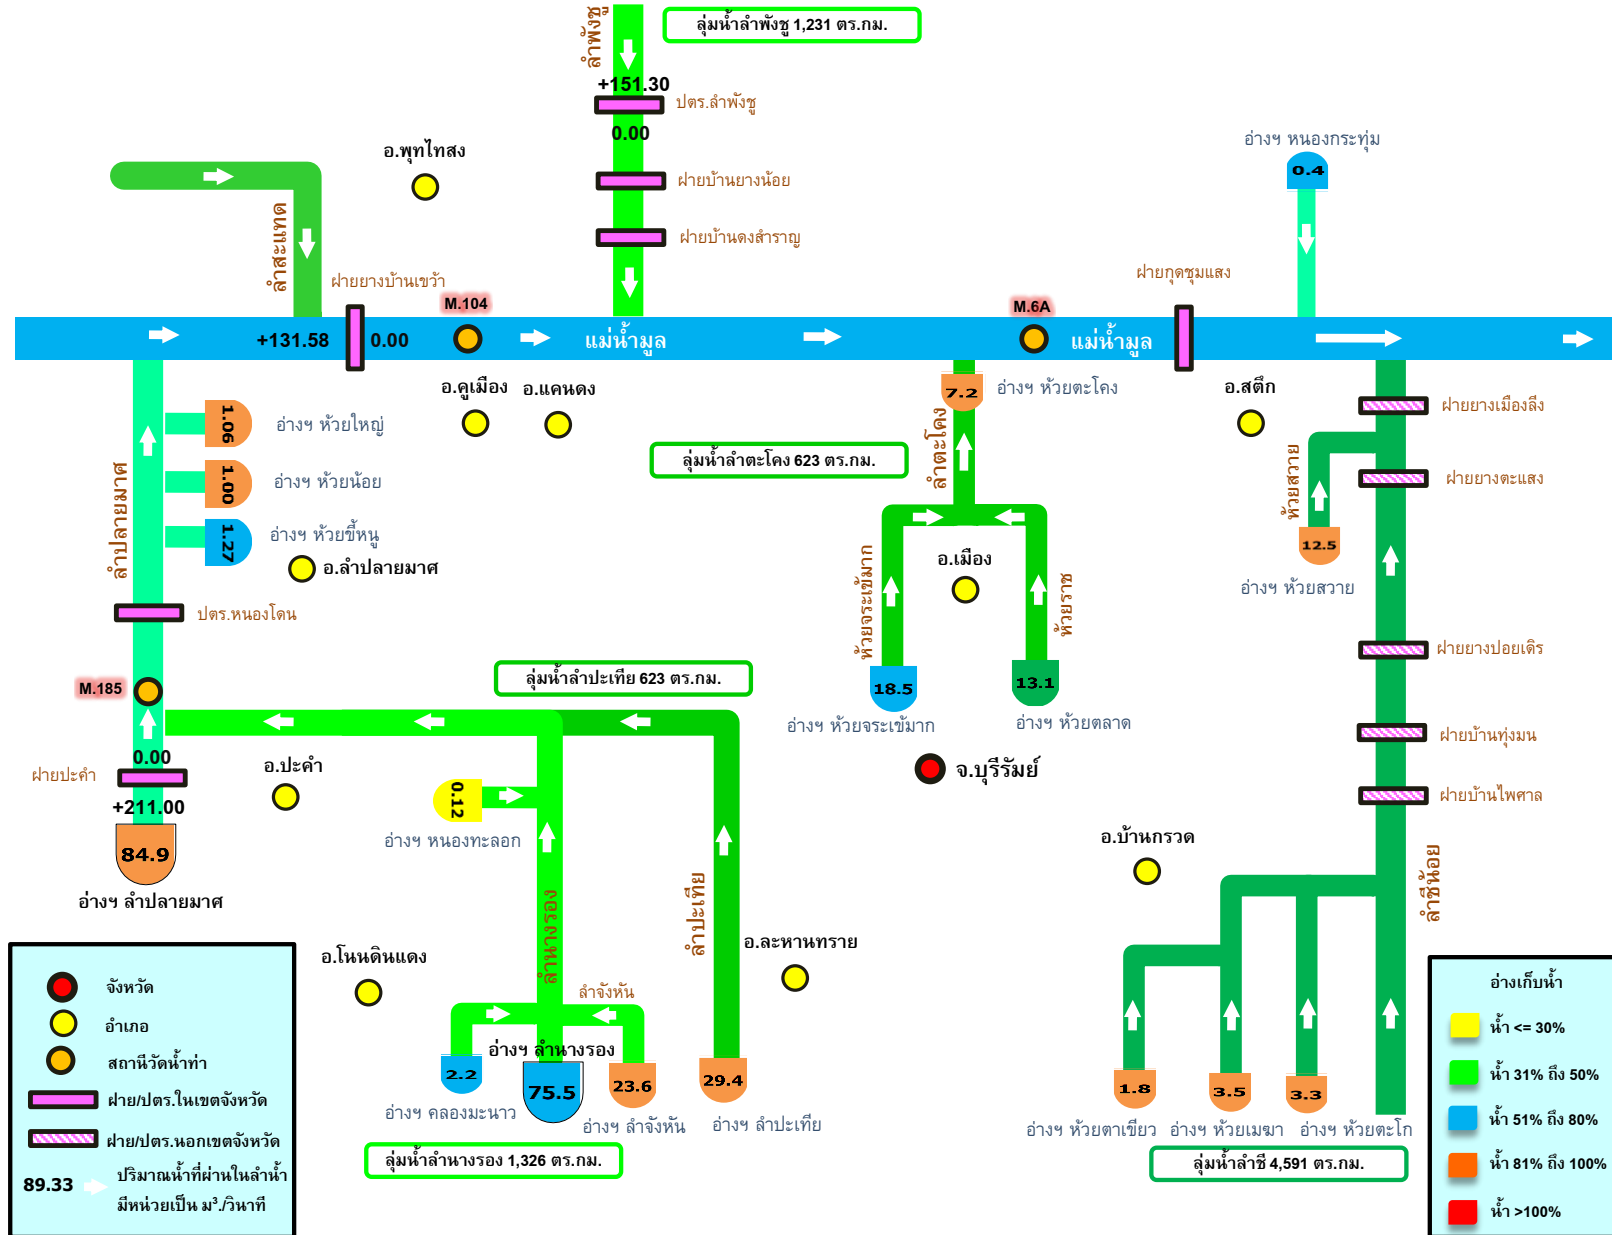 ลำพังชู
ลุ่มน้ำลำพังชู 1,231 ตร.กม.
+151.30
ปตร.ลำพังชู
0.00
อ.พุทไทสง
ฝายบ้านยางน้อย
ฝายบ้านดงสำราญ
อ่างฯ หนองกระทุ่ม
0.4
ลำสะแทด
ฝายยางบ้านเขว้า
M.104
ฝายกุดชุมแสง
M.6A
+131.58
0.00
แม่น้ำมูล
แม่น้ำมูล
อ.คูเมือง
อ.แคนดง
7.2
อ่างฯ ห้วยตะโคง
อ.สตึก
ฝายยางเมืองลีง
1.06
อ่างฯ ห้วยใหญ่
ลำตะโคง
ลุ่มน้ำลำตะโคง 623 ตร.กม.
1.00
อ่างฯ ห้วยน้อย
ฝายยางตะแสง
ห้วยสวาย
ลำปลายมาศ
1.27
อ่างฯ ห้วยขี้หนู
12.5
อ่างฯ ห้วยสวาย
อ.ลำปลายมาศ
อ.เมือง
ห้วยจระเข้มาก
ห้วยราช
ปตร.หนองโดน
ฝายยางปอยเดิร
M.185
ลุ่มน้ำลำปะเทีย 623 ตร.กม.
18.5
13.1
อ่างฯ ห้วยจระเข้มาก
อ่างฯ ห้วยตลาด
ฝายบ้านทุ่งมน
0.00
ฝายปะคำ
อ.ปะคำ
จ.บุรีรัมย์
+211.00
0.12
ฝายบ้านไพศาล
84.9
อ่างฯ หนองทะลอก
อ.บ้านกรวด
อ่างฯ ลำปลายมาศ
ลำนางรอง
ลำปะเทีย
ลำชีน้อย
อ.โนนดินแดง
อ.ละหานทราย
ลำจังหัน
อ่างฯ ลำนางรอง
2.2
75.5
23.6
29.4
1.8
3.5
3.3
อ่างฯ คลองมะนาว
อ่างฯ ลำจังหัน
อ่างฯ ลำปะเทีย
อ่างฯ ห้วยตาเขียว
อ่างฯ ห้วยเมฆา
อ่างฯ ห้วยตะโก
ลุ่มน้ำลำนางรอง 1,326 ตร.กม.
ลุ่มน้ำลำชี 4,591 ตร.กม.
จังหวัด
อำเภอ
สถานีวัดน้ำท่า
ฝาย/ปตร.ในเขตจังหวัด
ฝาย/ปตร.นอกเขตจังหวัด
89.33
ปริมาณน้ำที่ผ่านในลำน้ำ
มีหน่วยเป็น ม³./วินาที
อ่างเก็บน้ำ
น้ำ <= 30%
น้ำ 31% ถึง 50%
น้ำ 51% ถึง 80%
น้ำ 81% ถึง 100%
น้ำ >100%